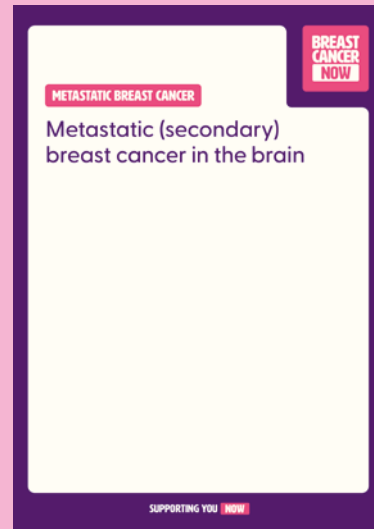 BREAST
CANCER
NOW
METASTATIC BREAST CANCER
Metastatic (secondary)
breast cancer in the brain
SUPPORTING YOU NOW